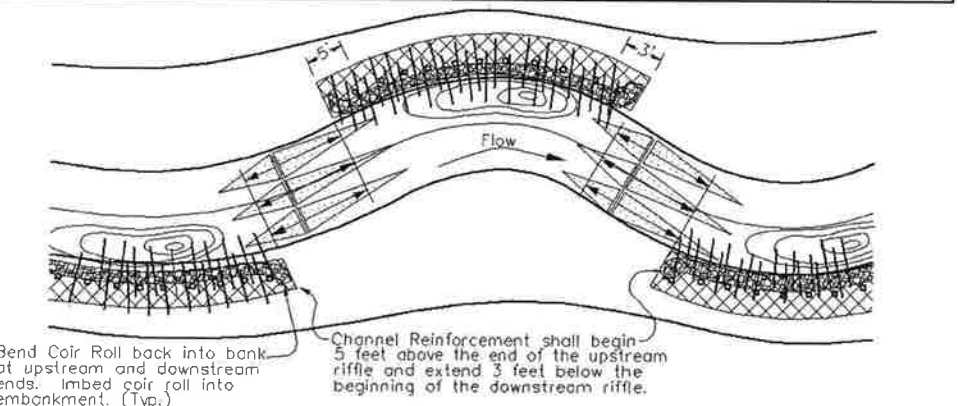 5'
3'
Flow
Bend Coir Roll back into bank
at upstream and downstream
ends. Imbed coir roll into
embankment. (Typ.)
Channel Reinforcement shall begin
5 feet above the end of the upstream
riffle and extend 3 feet below the
beginning of the downstream riffle.